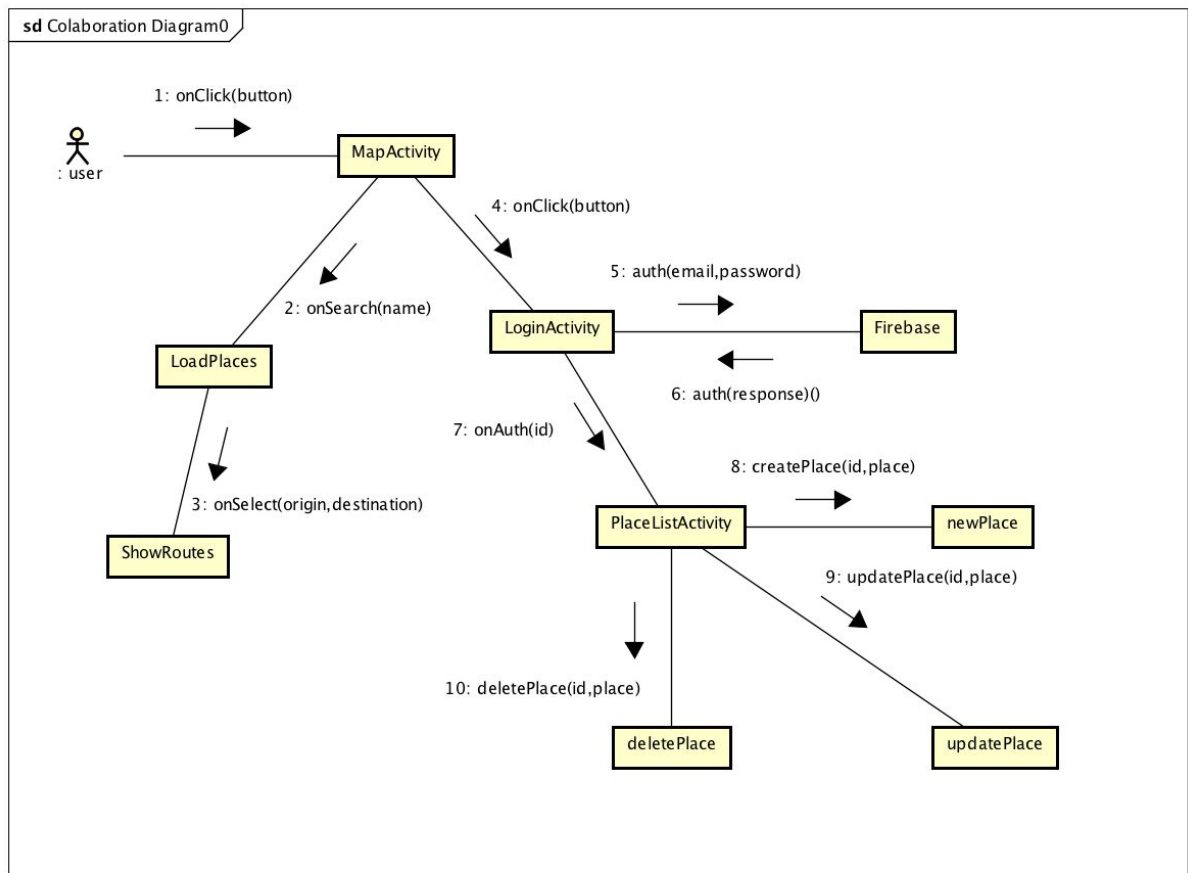 sd Colaboration Diagram0
1: onClick(button)
: user
MapActivity
4: onClick(button)
2: onSearch(name)
5: auth(email,password)
LoginActivity
Firebase
LoadPlaces
6: auth(response)()
7: onAuth(id)
8: createPlace(id,place)
3: onSelect(origin,destination)
PlaceListActivity
newPlace
ShowRoutes
9: updatePlace(id,place)
10: deletePlace(id,place)
deletePlace
updatePlace